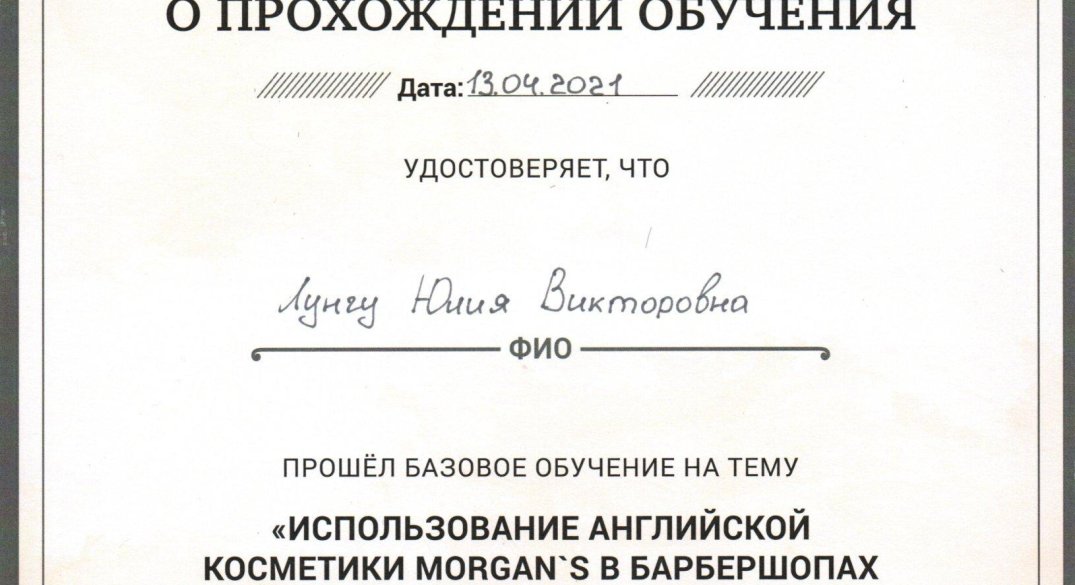 О ПРОХОЖДЕНИИ ОБУЧЕНИЯ
Дата: 13.04.2021
УДОСТОВЕРЯЕТ, ЧТО
Лунгу Юлия Викторовна
ФИО
ПРОШЁЛ БАЗОВОЕ ОБУЧЕНИЕ НА ТЕМУ
«ИСПОЛЬЗОВАНИЕ АНГЛИЙСКОЙ
КОСМЕТИКИ MORGAN`S В БАРБЕРШОПАХ